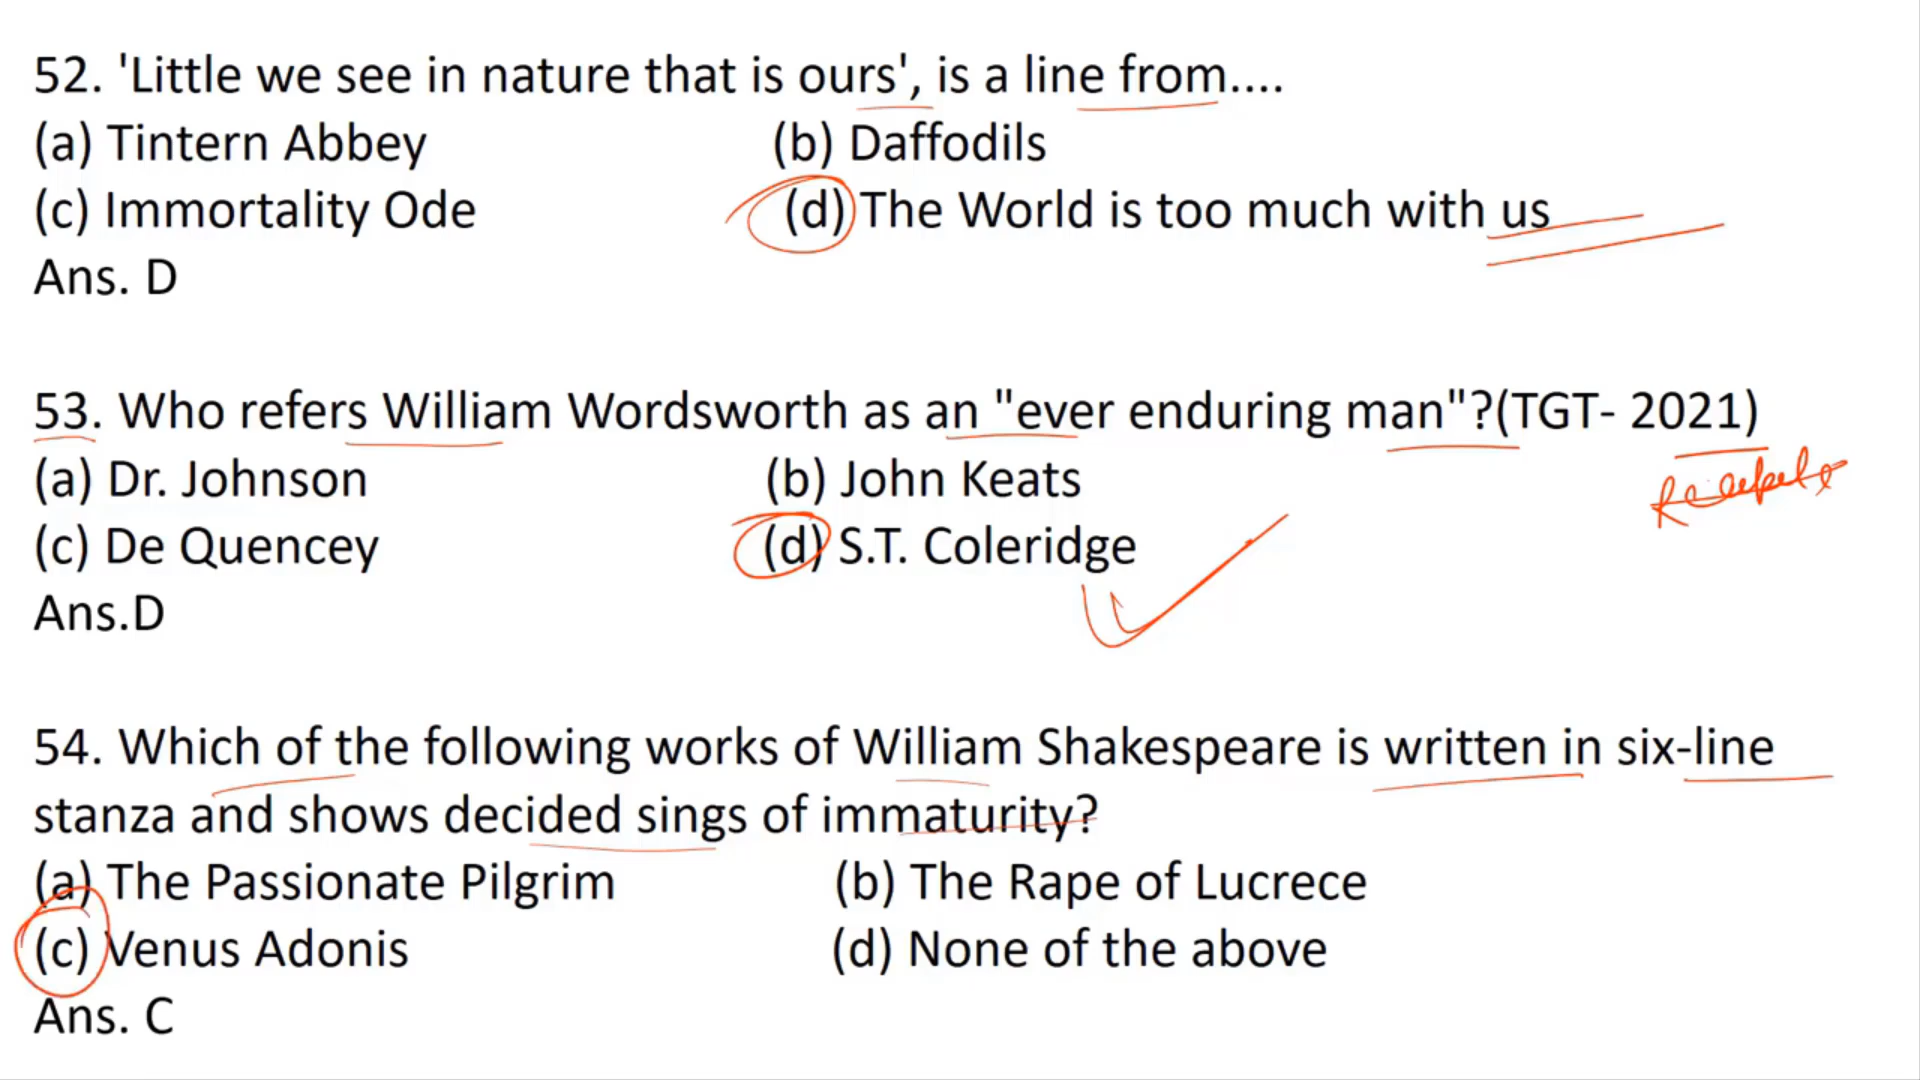 52. 'Little we see in nature that is ours', is a line from....
(a) Tintern Abbey (b) Daffodils
(c) Immortality Ode (d) The World is too much with us
Ans. D
53. Who refers William Wordsworth as an "ever enduring man"?(TGT- 2021)
(a) Dr. Johnson (b) John Keats
(c) De Quencey (d) S.T. Coleridge
Ans.D
54. Which of the following works of William Shakespeare is written in six-line
stanza and shows decided sings of immaturity?
(a) The Passionate Pilgrim (b) The Rape of Lucrece
(c) Venus Adonis (d) None of the above
Ans. C